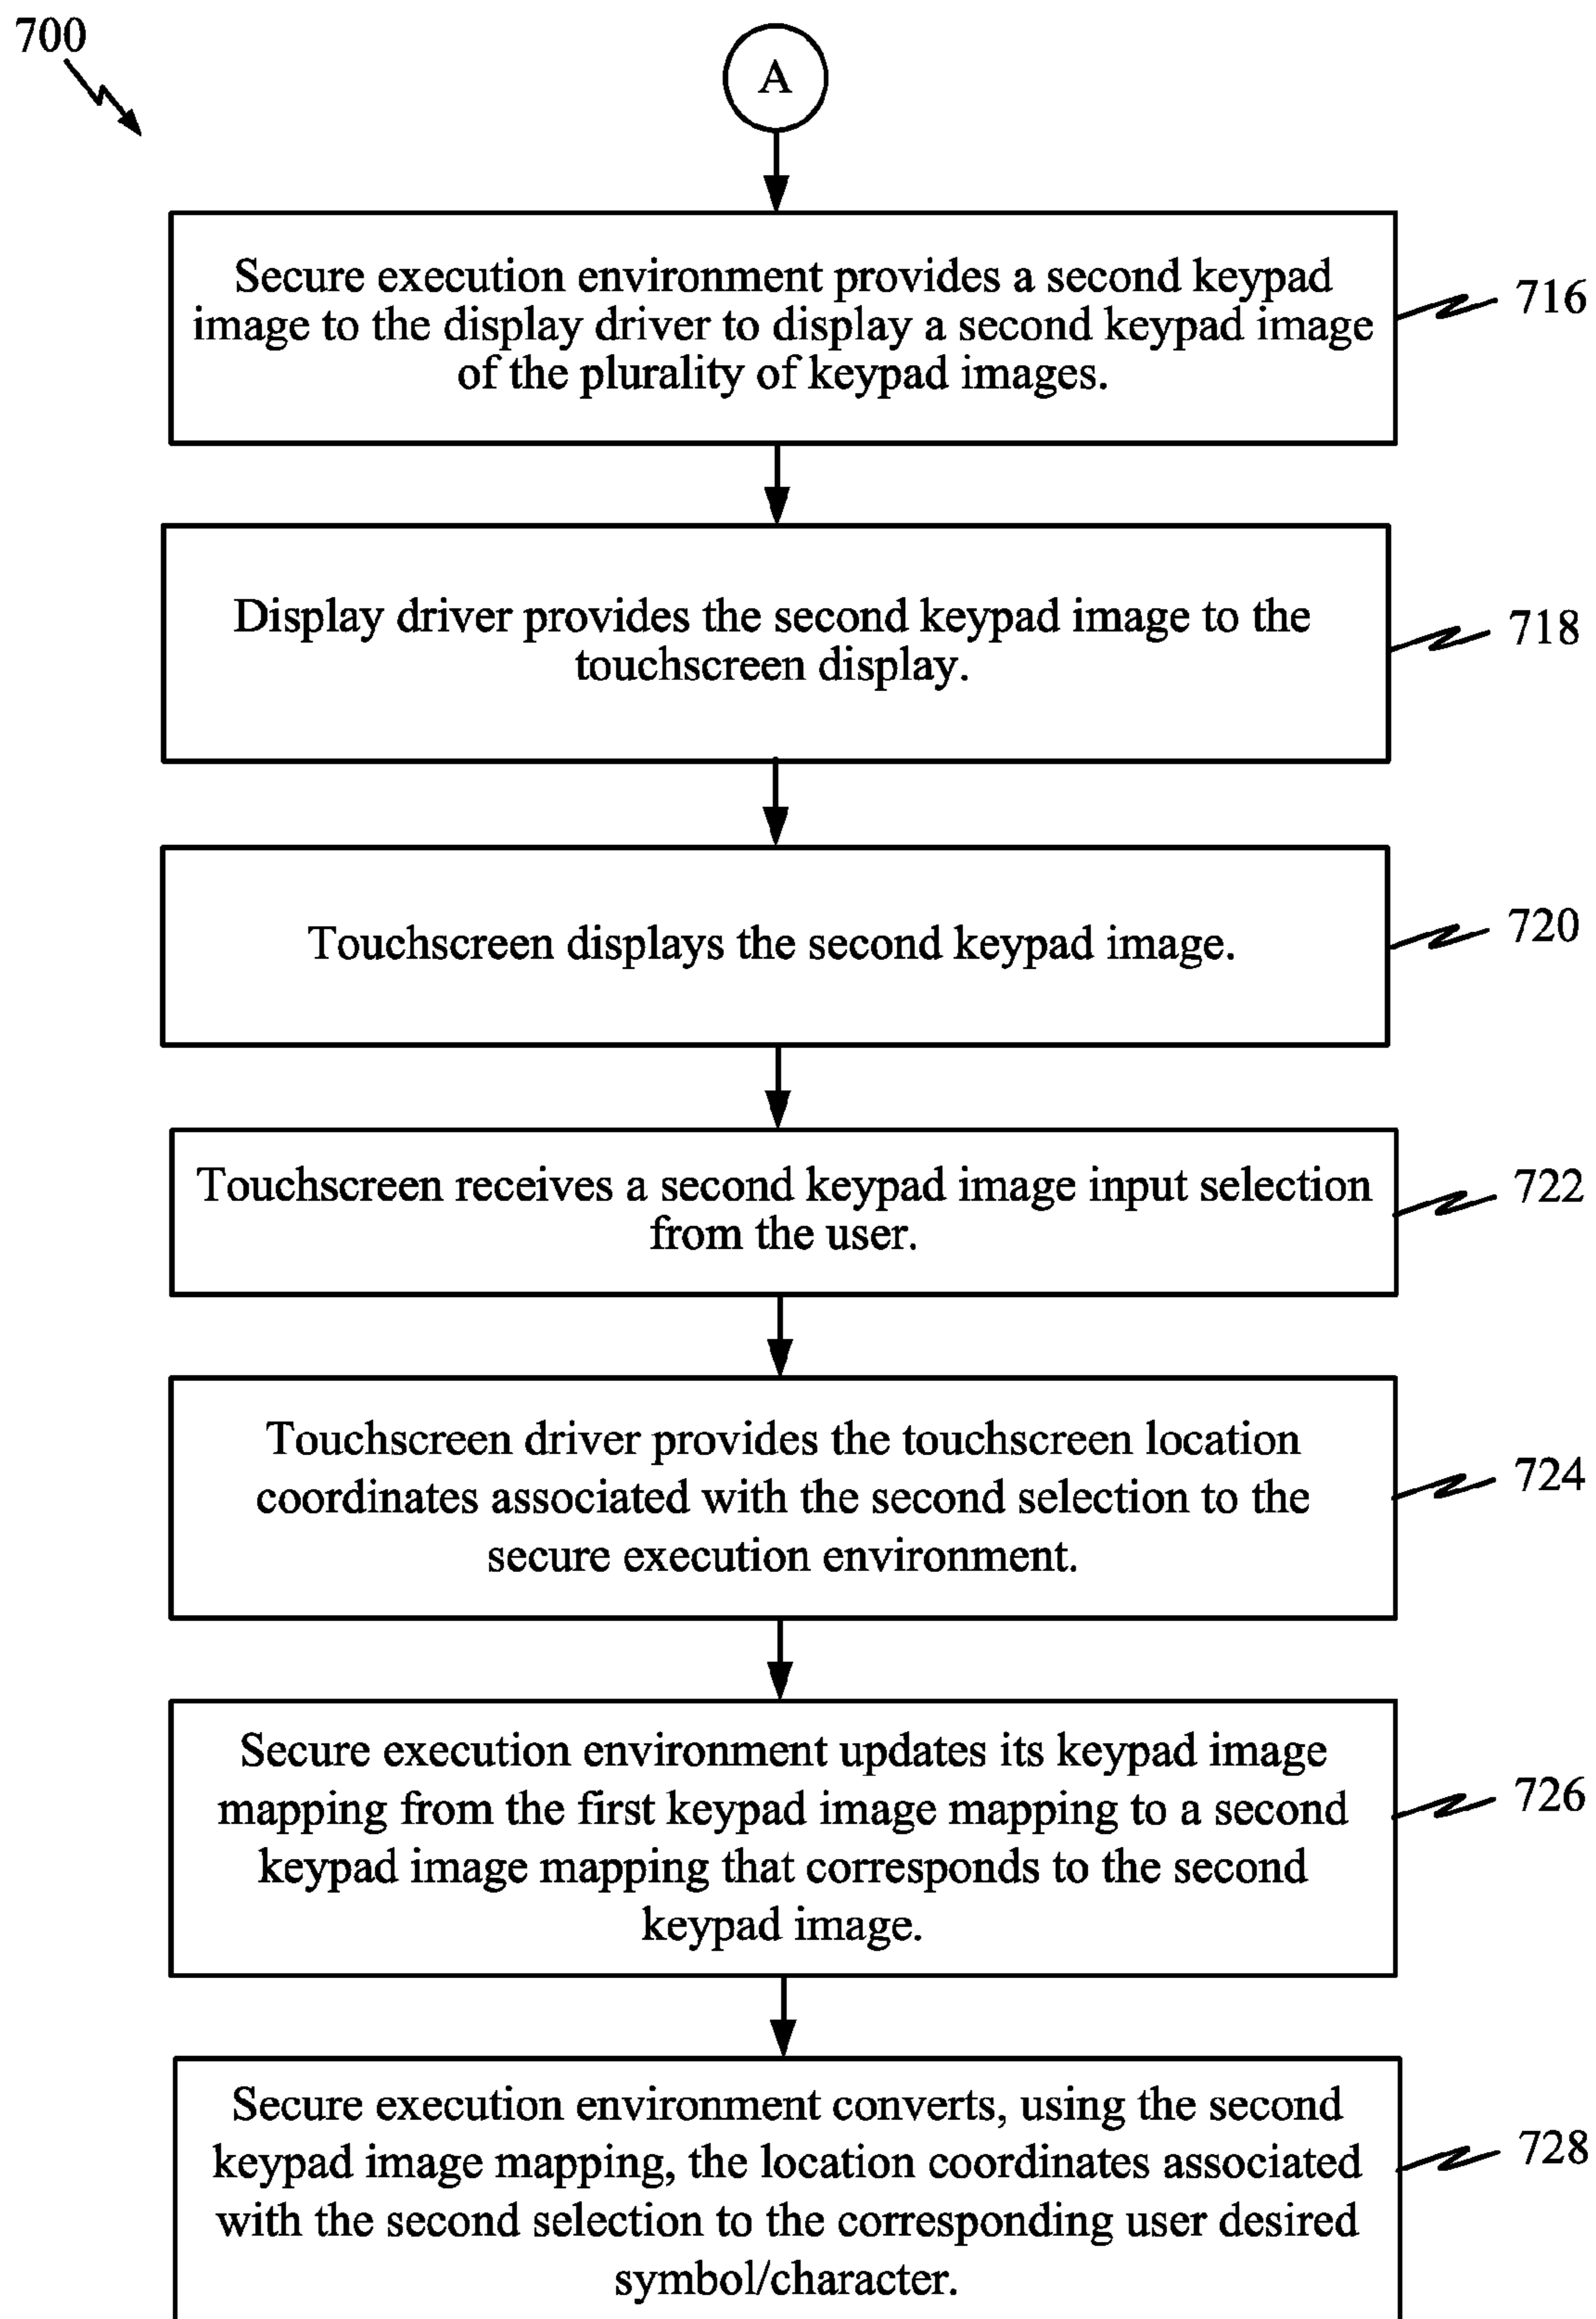 700
A
Secure execution environment provides a second keypad
image to the display driver to display a second keypad image
of the plurality of keypad images.
716
Display driver provides the second keypad image to the
touchscreen display.
718
Touchscreen displays the second keypad image.
720
Touchscreen receives a second keypad image input selection
from the user.
722
Touchscreen driver provides the touchscreen location
coordinates associated with the second selection to the
secure execution environment.
724
Secure execution environment updates its keypad image
mapping from the first keypad image mapping to a second
keypad image mapping that corresponds to the second
keypad image.
726
Secure execution environment converts, using the second
keypad image mapping, the location coordinates associated
with the second selection to the corresponding user desired
symbol/character.
728